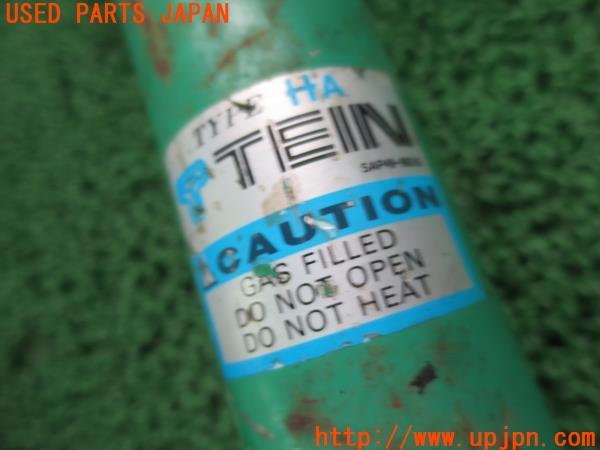 USED PARTS JAPAN
TYPE HA
TEIN
CAUTION
GAS FILLED
DO NOT OPEN
DO NOT HEAT
http://www.upjpn.com